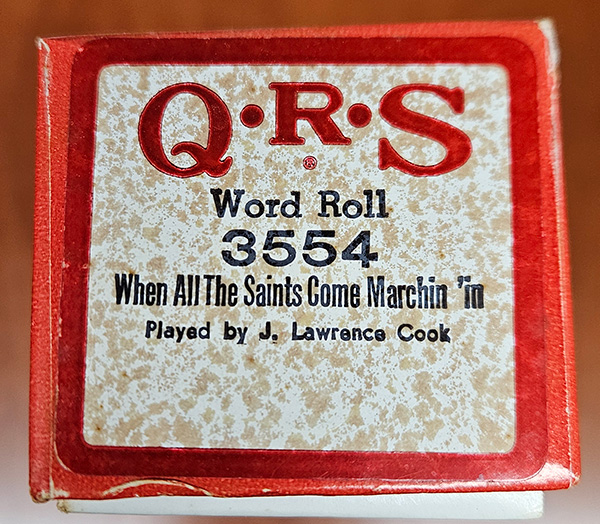 Q•R•S
®
Word Roll
3554
When All The Saints Come Marchin 'in
Played by J. Lawrence Cook